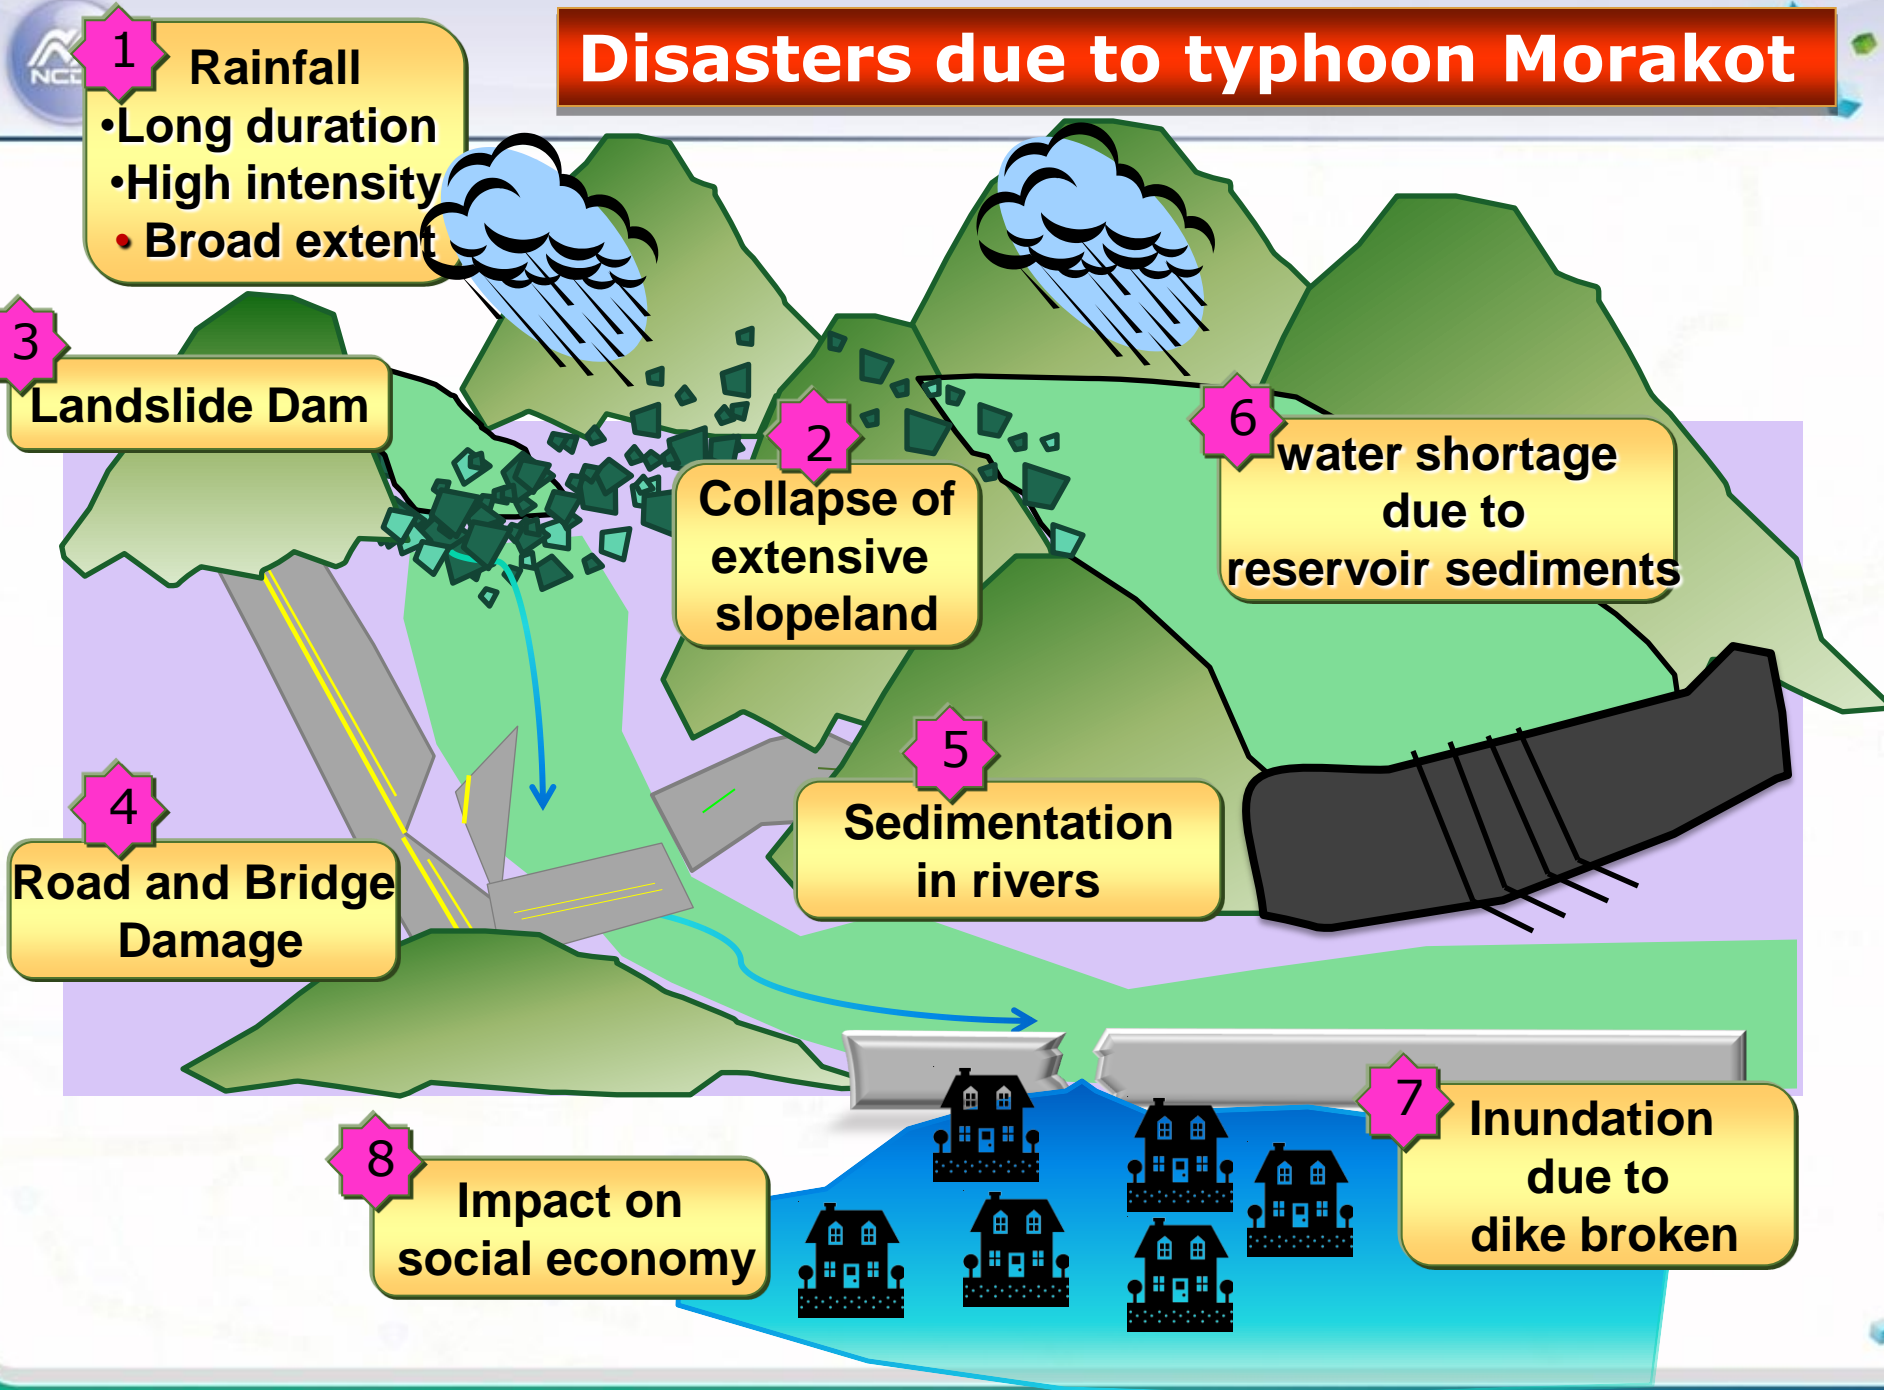 Disasters due to typhoon Morakot
1
Rainfall
•Long duration
•High intensity
• Broad extent
3
Landslide Dam
2
Collapse of
extensive
slopeland
6
water shortage
due to
reservoir sediments
5
Sedimentation
in rivers
4
Road and Bridge
Damage
7
Inundation
due to
dike broken
8
Impact on
social economy